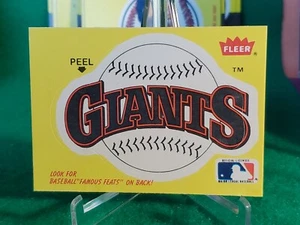 FLEER
PEEL
TM
GIANTS
LOOK FOR
BASEBALL "FAMOUS FEATS" ON BACK!